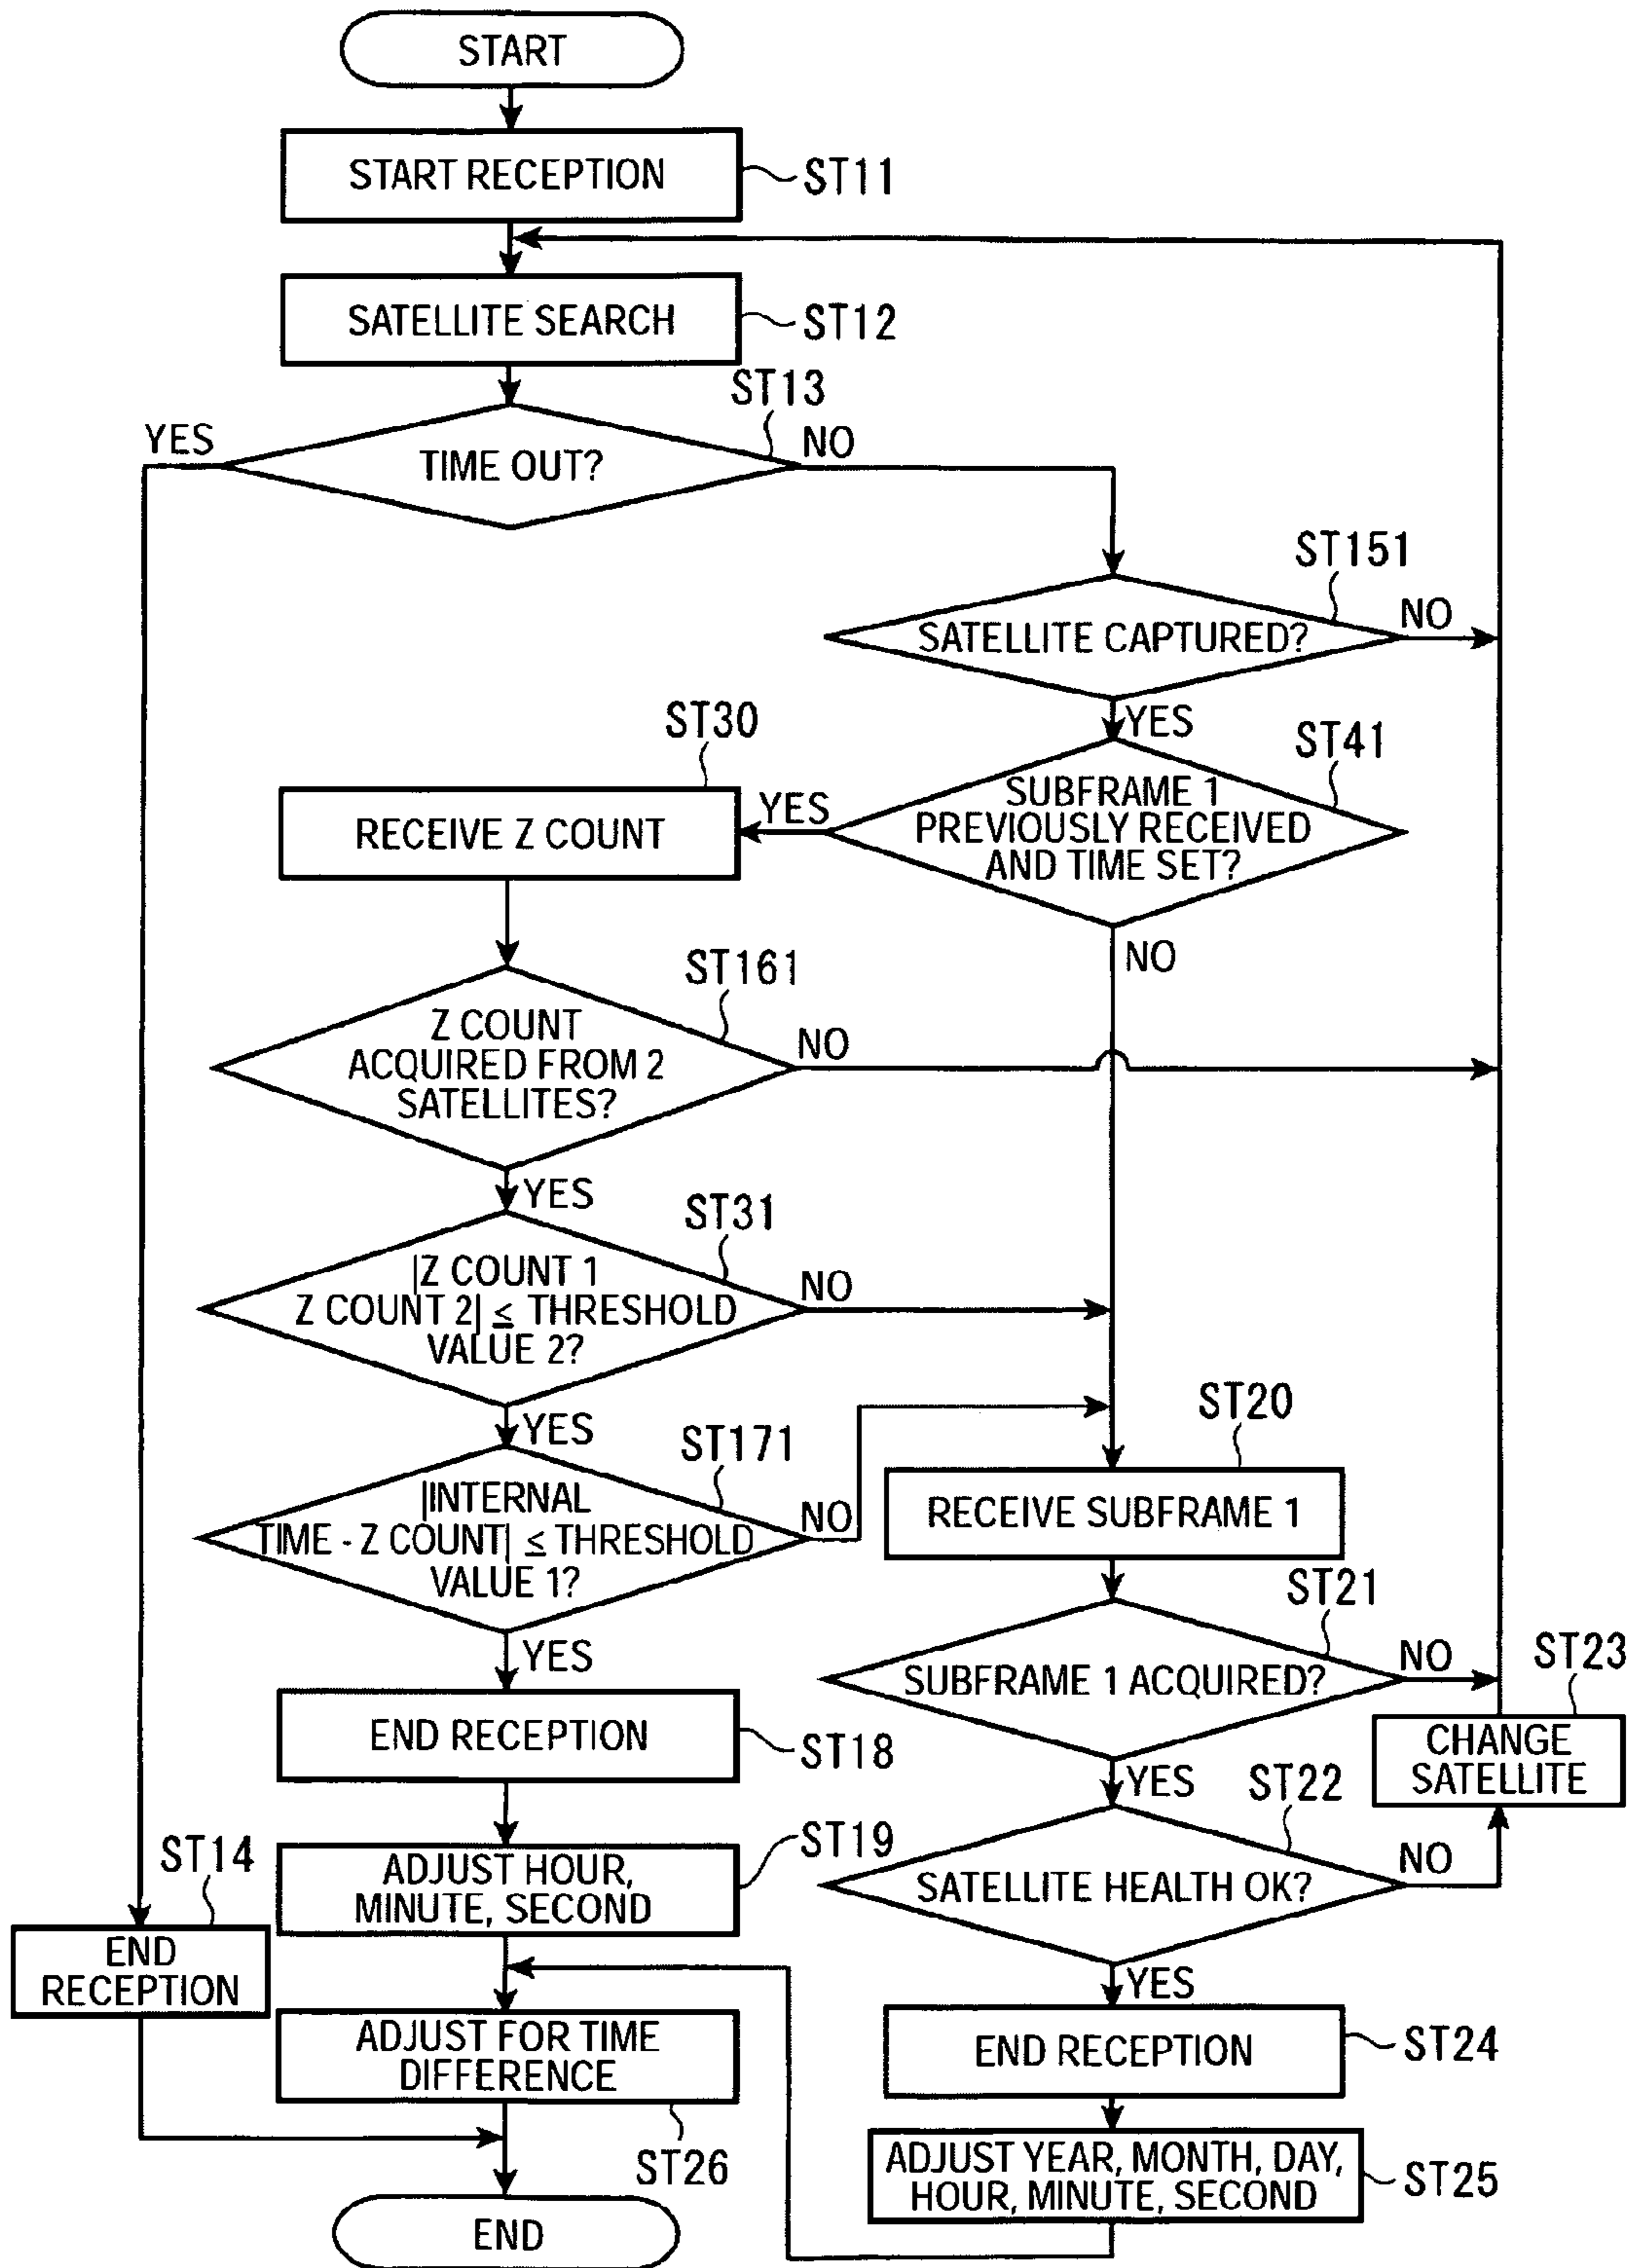 START
START RECEPTION
ST11
SATELLITE SEARCH
ST12
ST13
YES
TIME OUT?
NO
ST151
SATELLITE CAPTURED?
NO
YES
ST30
ST41
RECEIVE Z COUNT
YES
SUBFRAME 1
PREVIOUSLY RECEIVED
AND TIME SET?
NO
ST161
Z COUNT
ACQUIRED FROM 2
SATELLITES?
NO
YES
ST31
|Z COUNT 1
Z COUNT 2| ≤ THRESHOLD
VALUE 2?
NO
YES
ST171
|INTERNAL
TIME - Z COUNT| ≤ THRESHOLD
VALUE 1?
NO
YES
ST20
RECEIVE SUBFRAME 1
ST21
SUBFRAME 1 ACQUIRED?
NO
YES
ST23
CHANGE
SATELLITE
END RECEPTION
ST18
ST22
SATELLITE HEALTH OK?
NO
YES
ST19
ADJUST HOUR,
MINUTE, SECOND
ST14
END
RECEPTION
ADJUST FOR TIME
DIFFERENCE
ST26
END RECEPTION
ST24
ADJUST YEAR, MONTH, DAY,
HOUR, MINUTE, SECOND
ST25
END